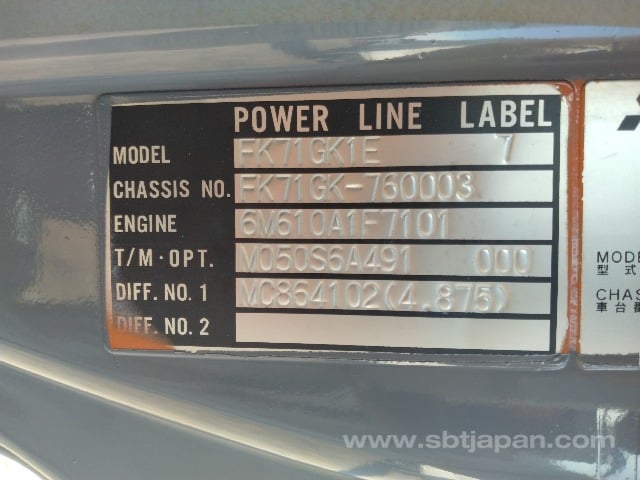 POWER LINE LABEL
MODEL FK71GK1E 7
CHASSIS NO. FK71GK-760003
ENGINE 6M610A1F7101
T/M·OPT. M050S6A491 000
DIFF. NO. 1 MC864102(4.875)
DIFF. NO. 2
MODE
型式
CHAS
車台番
www.sbtjapan.com